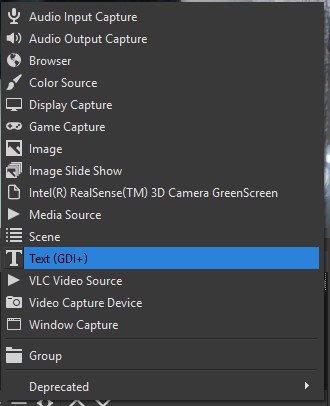 Audio Input Capture
Audio Output Capture
Browser
Color Source
Display Capture
Game Capture
Image
Image Slide Show
Intel(R) RealSense(TM) 3D Camera GreenScreen
Media Source
Scene
Text (GDI+)
VLC Video Source
Video Capture Device
Window Capture
Group
Deprecated